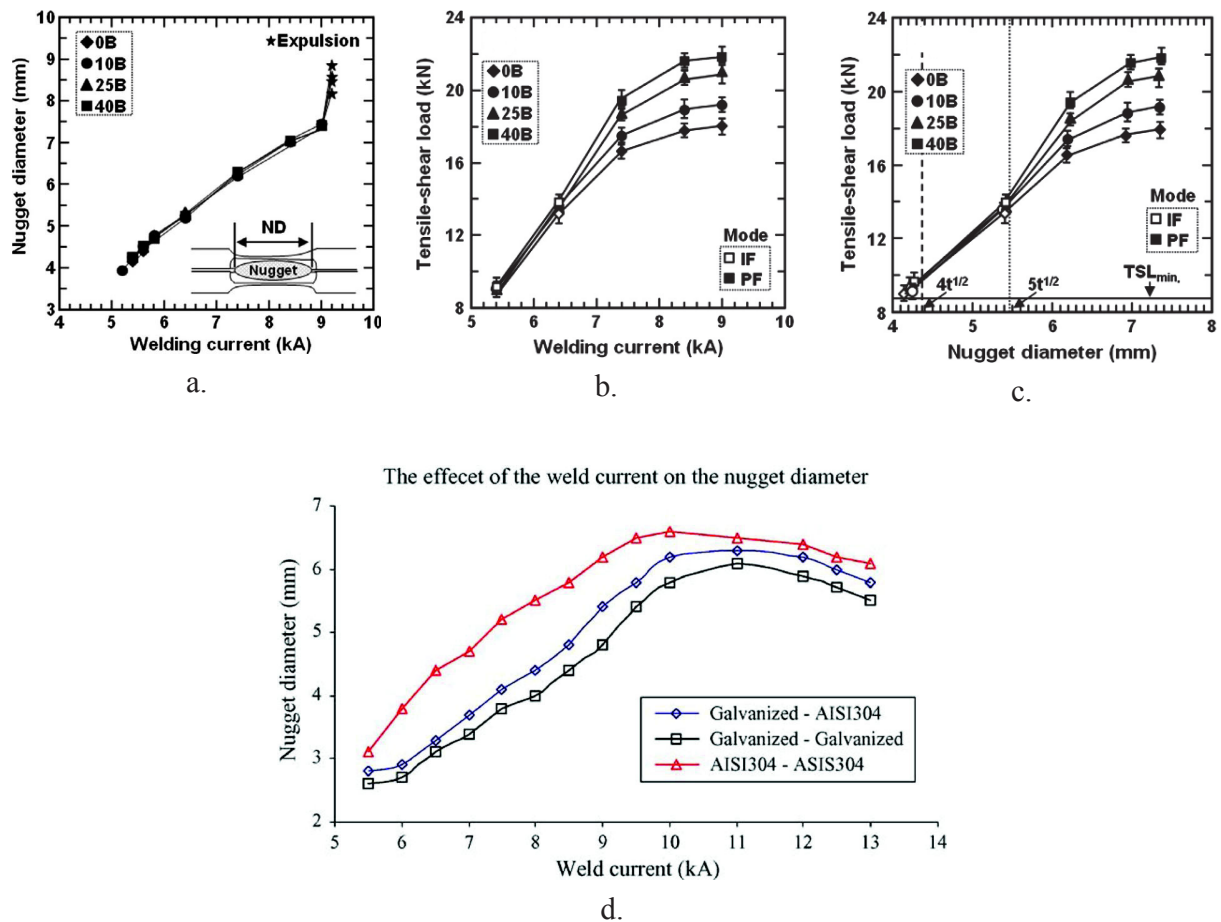 Nugget diameter (mm)
10
9
8
7
6
5
4
3
0B
10B
25B
40B
★Expulsion
ND
Nugget
4 5 6 7 8 9 10
Welding current (kA)
a.
Tensile-shear load (kN)
24
20
16
12
8
0B
10B
25B
40B
Mode
IF
PF
4 5 6 7 8 9 10
Welding current (kA)
b.
Tensile-shear load (kN)
24
20
16
12
8
0B
10B
25B
40B
Mode
IF
PF
TSLmin.
4t1/2
5t1/2
4 5 6 7 8
Nugget diameter (mm)
c.
The effecet of the weld current on the nugget diameter
Nugget diameter (mm)
7
6
5
4
3
2
Galvanized - AISI304
Galvanized - Galvanized
AISI304 - ASIS304
5 6 7 8 9 10 11 12 13 14
Weld current (kA)
d.